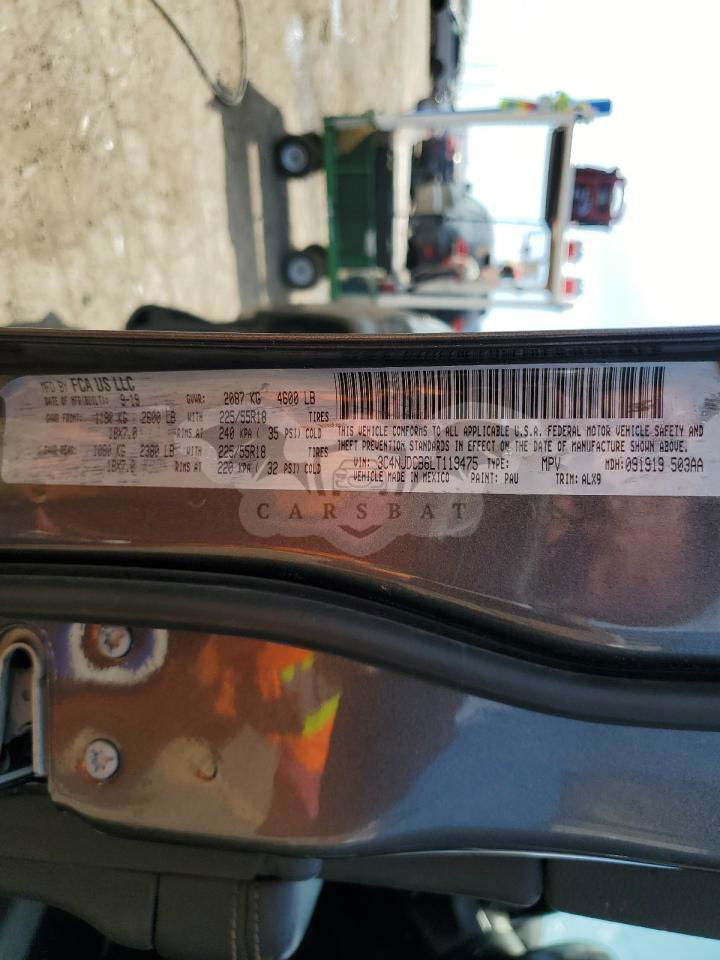 MFD BY FCA US LLC
DATE OF MFR(BUILT): 9-19 GVWR: 2087 KG 4600 LB
GAWR FRONT: 1180 KG 2600 LB WITH 225/55R18 TIRES
18X7.0 RIMS AT 240 KPA ( 35 PSI) COLD
GAWR REAR: 1080 KG 2380 LB WITH 225/55R18 TIRES
18X7.0 RIMS AT 220 KPA ( 32 PSI) COLD
THIS VEHICLE CONFORMS TO ALL APPLICABLE U.S.A. FEDERAL MOTOR VEHICLE SAFETY AND
THEFT PREVENTION STANDARDS IN EFFECT ON THE DATE OF MANUFACTURE SHOWN ABOVE.
VIN: 3C4NJDCB6LT119475 TYPE: MPV MDH: 091919 503AA
VEHICLE MADE IN MEXICO PAINT: PAU TRIM: ALX9
CARSBAT